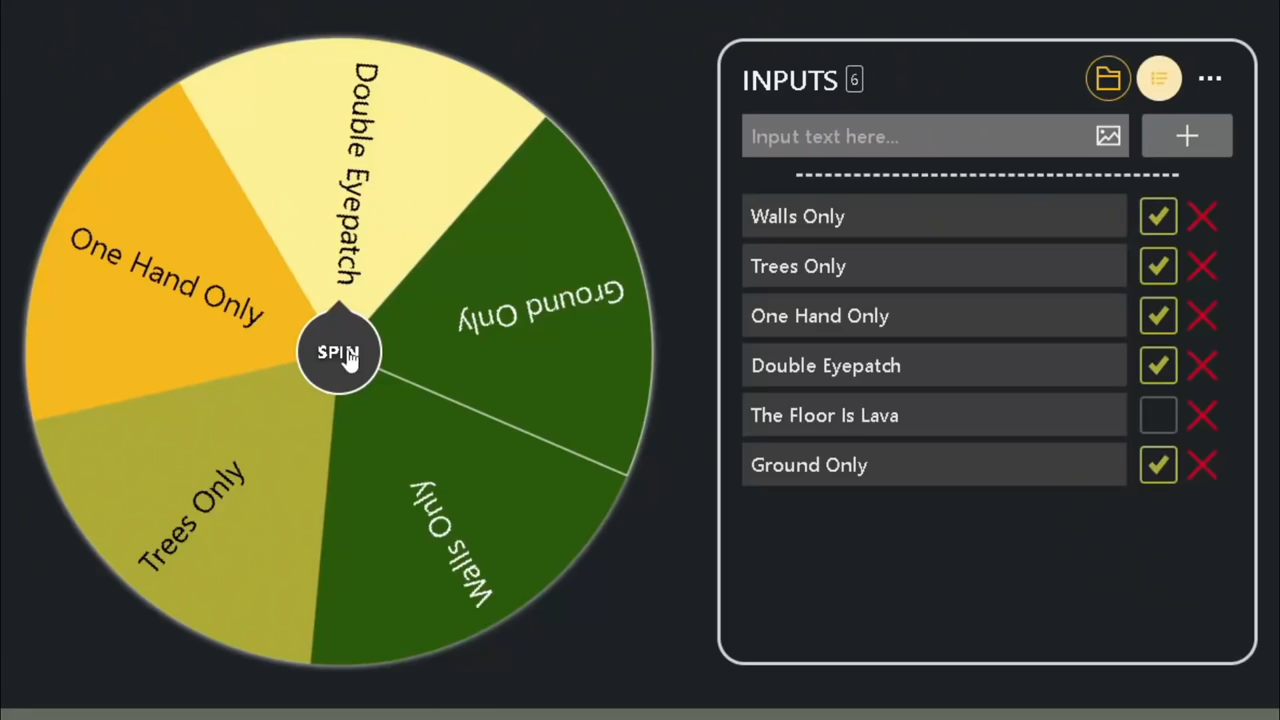 Double Eyepatch
One Hand Only
Ground Only
SPIN
Trees Only
Walls Only
INPUTS 6
Input text here...
Walls Only
Trees Only
One Hand Only
Double Eyepatch
The Floor Is Lava
Ground Only